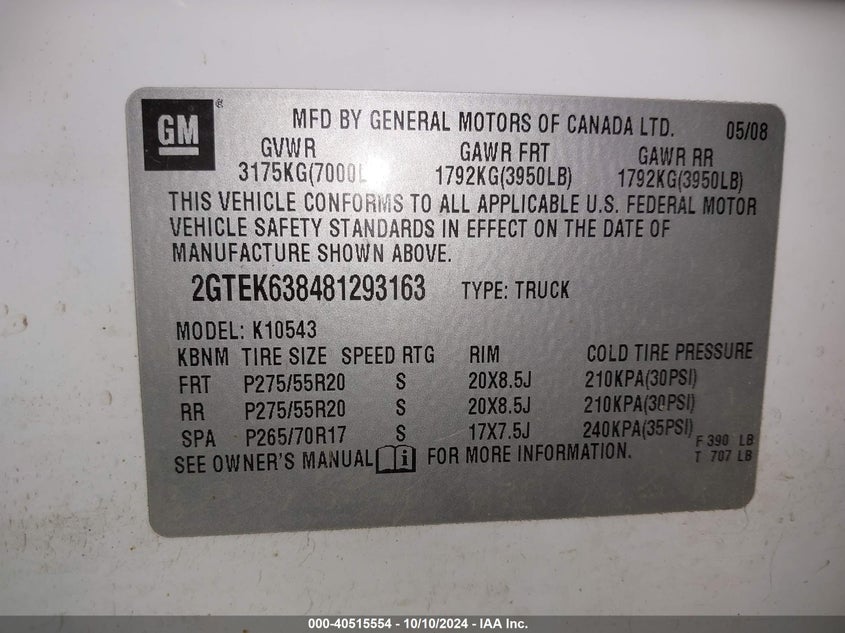 GM
MFD BY GENERAL MOTORS OF CANADA LTD. 05/08
GVWR GAWR FRT GAWR RR
3175KG(7000L 1792KG(3950LB) 1792KG(3950LB)
THIS VEHICLE CONFORMS TO ALL APPLICABLE U.S. FEDERAL MOTOR
VEHICLE SAFETY STANDARDS IN EFFECT ON THE DATE OF
MANUFACTURE SHOWN ABOVE.
2GTEK638481293163 TYPE: TRUCK
MODEL: K10543
KBNM TIRE SIZE SPEED RTG RIM COLD TIRE PRESSURE
FRT P275/55R20 S 20X8.5J 210KPA(30PSI)
RR P275/55R20 S 20X8.5J 210KPA(30PSI)
SPA P265/70R17 S 17X7.5J 240KPA(35PSI) F 390 LB
SEE OWNER'S MANUAL FOR MORE INFORMATION. T 707 LB
000-40515554 - 10/10/2024 - IAA Inc.